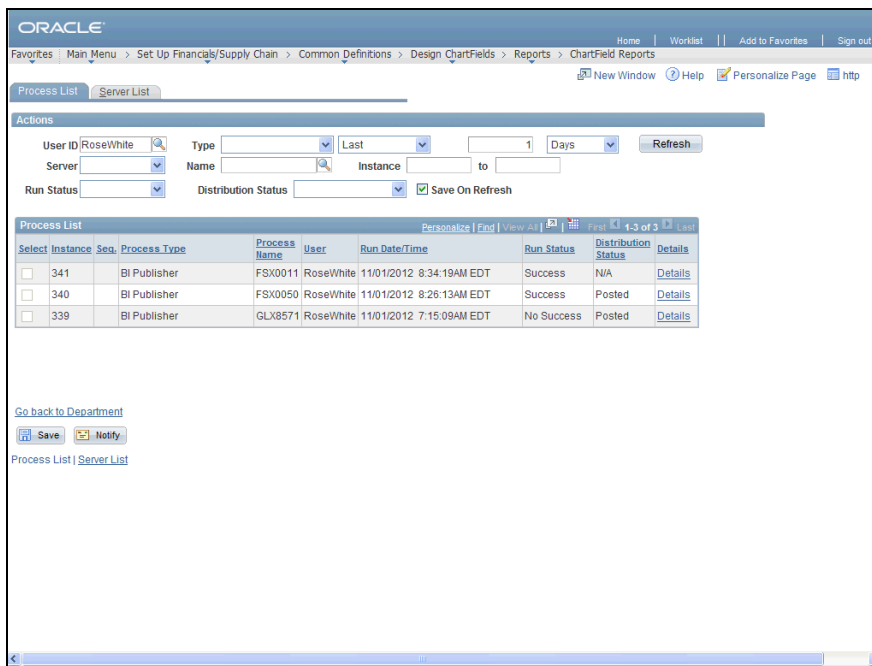 ORACLE
Home | Worklist | | Add to Favorites | Sign out
Favorites Main Menu > Set Up Financials/Supply Chain > Common Definitions > Design ChartFields > Reports > ChartField Reports
New Window Help Personalize Page http
Process List Server List
Actions
User ID RoseWhite Type Last 1 Days Refresh
Server Name Instance to
Run Status Distribution Status Save On Refresh
Process List Personalize | Find | View All | First 1-3 of 3 Last
Select Instance Seq. Process Type Process Name User Run Date/Time Run Status Distribution Status Details
341 BI Publisher FSX0011 RoseWhite 11/01/2012 8:34:19AM EDT Success N/A Details
340 BI Publisher FSX0050 RoseWhite 11/01/2012 8:26:13AM EDT Success Posted Details
339 BI Publisher GLX8571 RoseWhite 11/01/2012 7:15:09AM EDT No Success Posted Details
Go back to Department
Save Notify
Process List | Server List